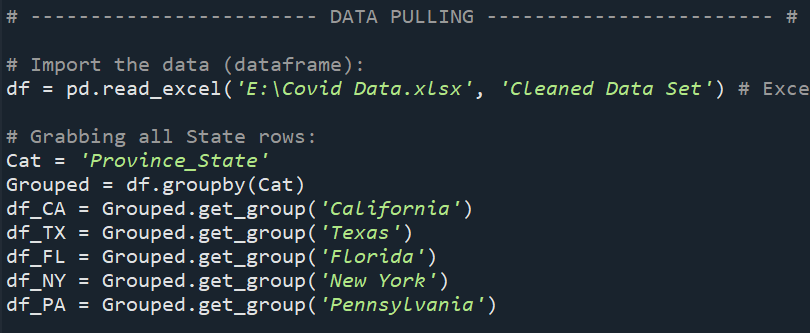 # ------------------------ DATA PULLING ------------------------ #
# Import the data (dataframe):
df = pd.read_excel('E:\Covid Data.xlsx', 'Cleaned Data Set') # Exce
# Grabbing all State rows:
Cat = 'Province_State'
Grouped = df.groupby(Cat)
df_CA = Grouped.get_group('California')
df_TX = Grouped.get_group('Texas')
df_FL = Grouped.get_group('Florida')
df_NY = Grouped.get_group('New York')
df_PA = Grouped.get_group('Pennsylvania')